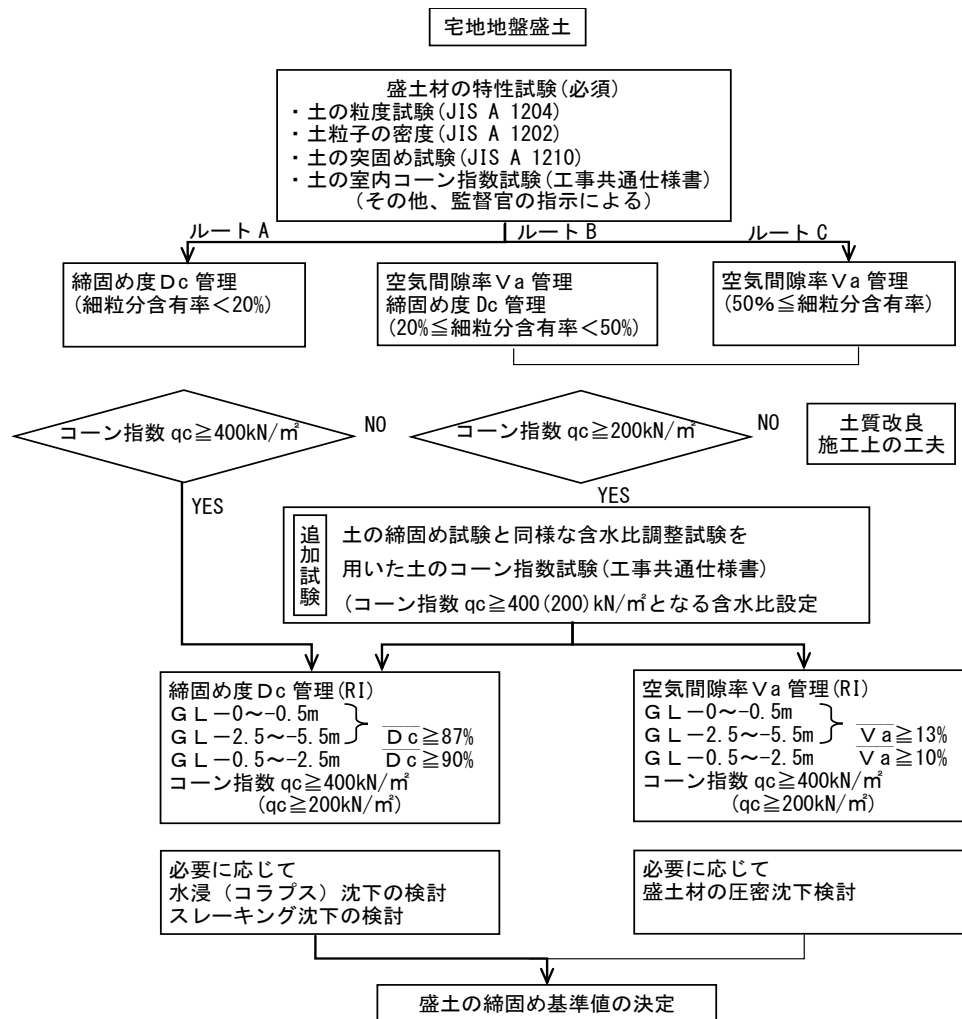 宅地地盤盛土
盛土材の特性試験(必須)
・土の粒度試験(JIS A 1204)
・土粒子の密度(JIS A 1202)
・土の突固め試験(JIS A 1210)
・土の室内コーン指数試験(工事共通仕様書)
(その他、監督官の指示による)
ルートA
ルートB
ルートC
締固め度Dc管理
(細粒分含有率<20%)
空気間隙率Va管理
締固め度Dc管理
(20%≦細粒分含有率<50%)
空気間隙率Va管理
(50%≦細粒分含有率)
コーン指数qc≧400kN/㎡
NO
コーン指数qc≧200kN/㎡
NO
土質改良
施工上の工夫
YES
YES
追加試験
土の締固め試験と同様な含水比調整試験を
用いた土のコーン指数試験(工事共通仕様書)
(コーン指数qc≧400(200)kN/㎡となる含水比設定
締固め度Dc管理(RI)
GL-0~-0.5m
GL-2.5~-5.5m Dc≧87%
GL-0.5~-2.5m Dc≧90%
コーン指数qc≧400kN/㎡
(qc≧200kN/㎡)
空気間隙率Va管理(RI)
GL-0~-0.5m
GL-2.5~-5.5m Va≧13%
GL-0.5~-2.5m Va≧10%
コーン指数qc≧400kN/㎡
(qc≧200kN/㎡)
必要に応じて
水浸(コラプス)沈下の検討
スレーキング沈下の検討
必要に応じて
盛土材の圧密沈下検討
盛土の締固め基準値の決定